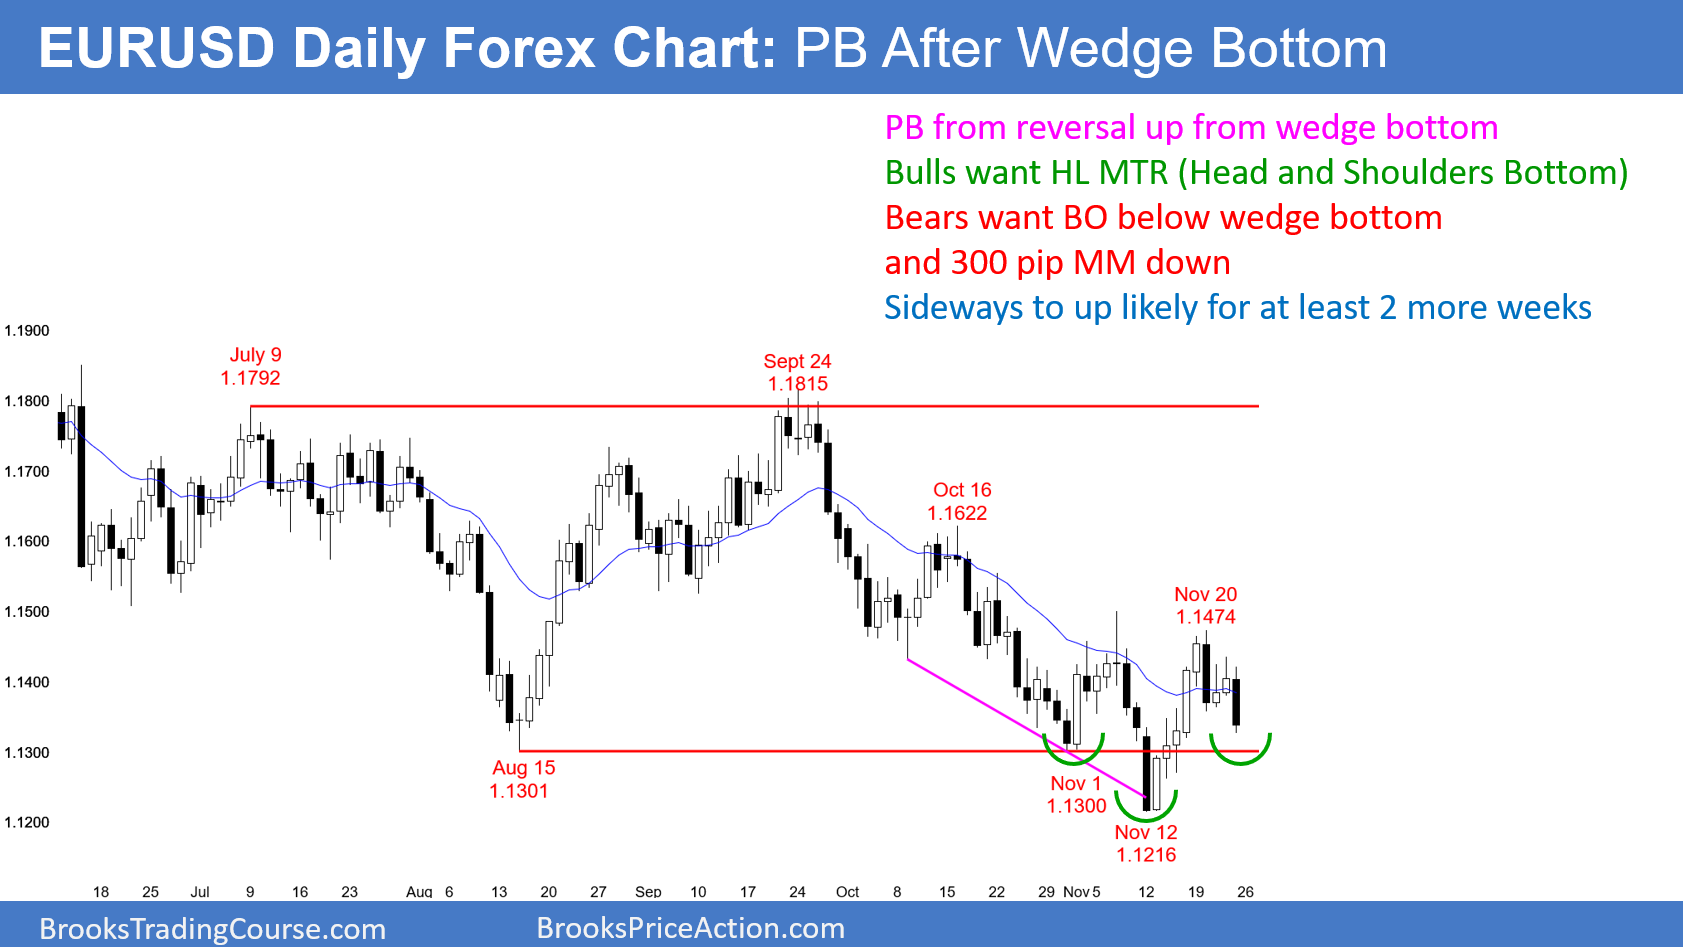 EURUSD Daily Forex Chart: PB After Wedge Bottom
PB from reversal up from wedge bottom
Bulls want HL MTR (Head and Shoulders Bottom)
Bears want BO below wedge bottom
and 300 pip MM down
Sideways to up likely for at least 2 more weeks
1.1900
1.1800
1.1700
1.1600
1.1500
1.1400
1.1300
1.1200
July 9
1.1792
Sept 24
1.1815
Oct 16
1.1622
Nov 20
1.1474
Aug 15
1.1301
Nov 1
1.1300
Nov 12
1.1216
18 25 Jul 9 16 23 Aug 6 13 20 27 Sep 10 17 24 Oct 8 15 22 29 Nov 5 12 19 26
BrooksTradingCourse.com BrooksPriceAction.com